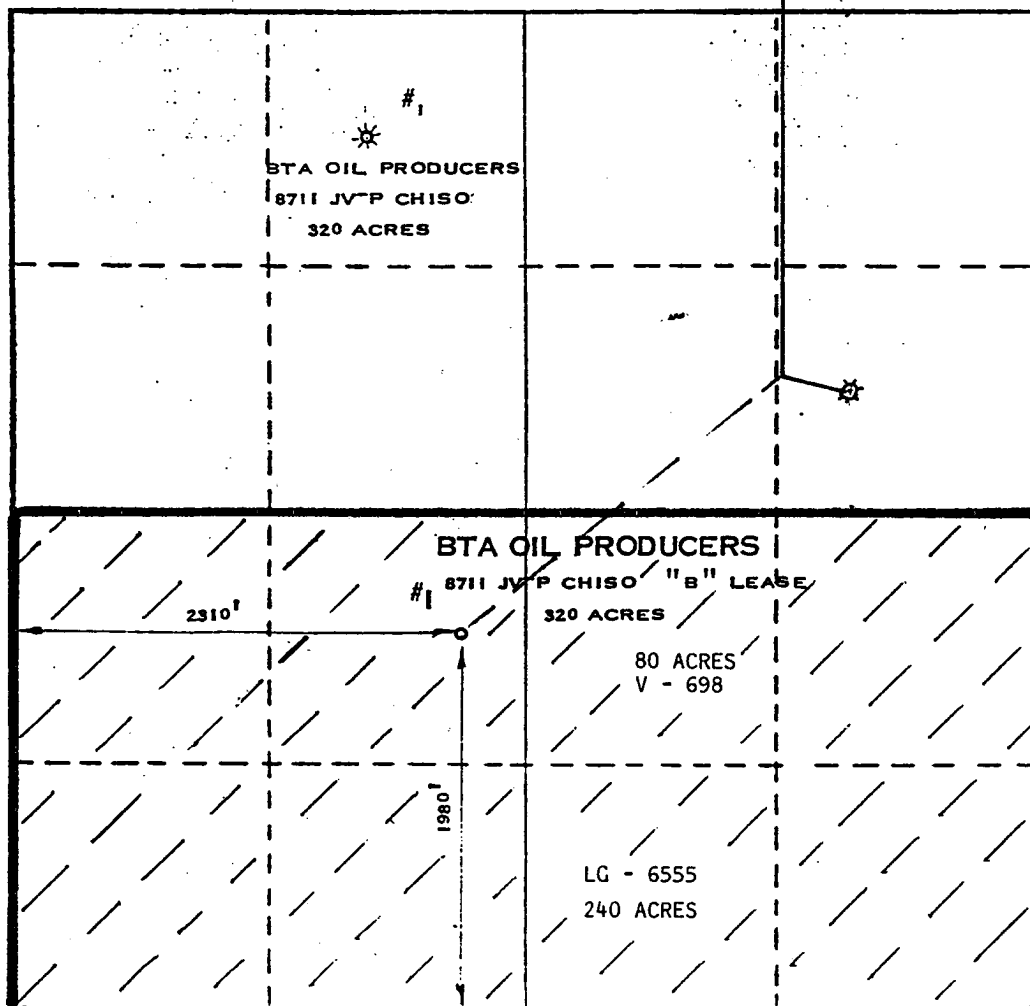 #1
BTA OIL PRODUCERS
8711 JV-P CHISO
320 ACRES
BTA OIL PRODUCERS
8711 JV-P CHISO "B" LEASE
#1
320 ACRES
2310'
80 ACRES
V - 698
1980'
LG - 6555
240 ACRES